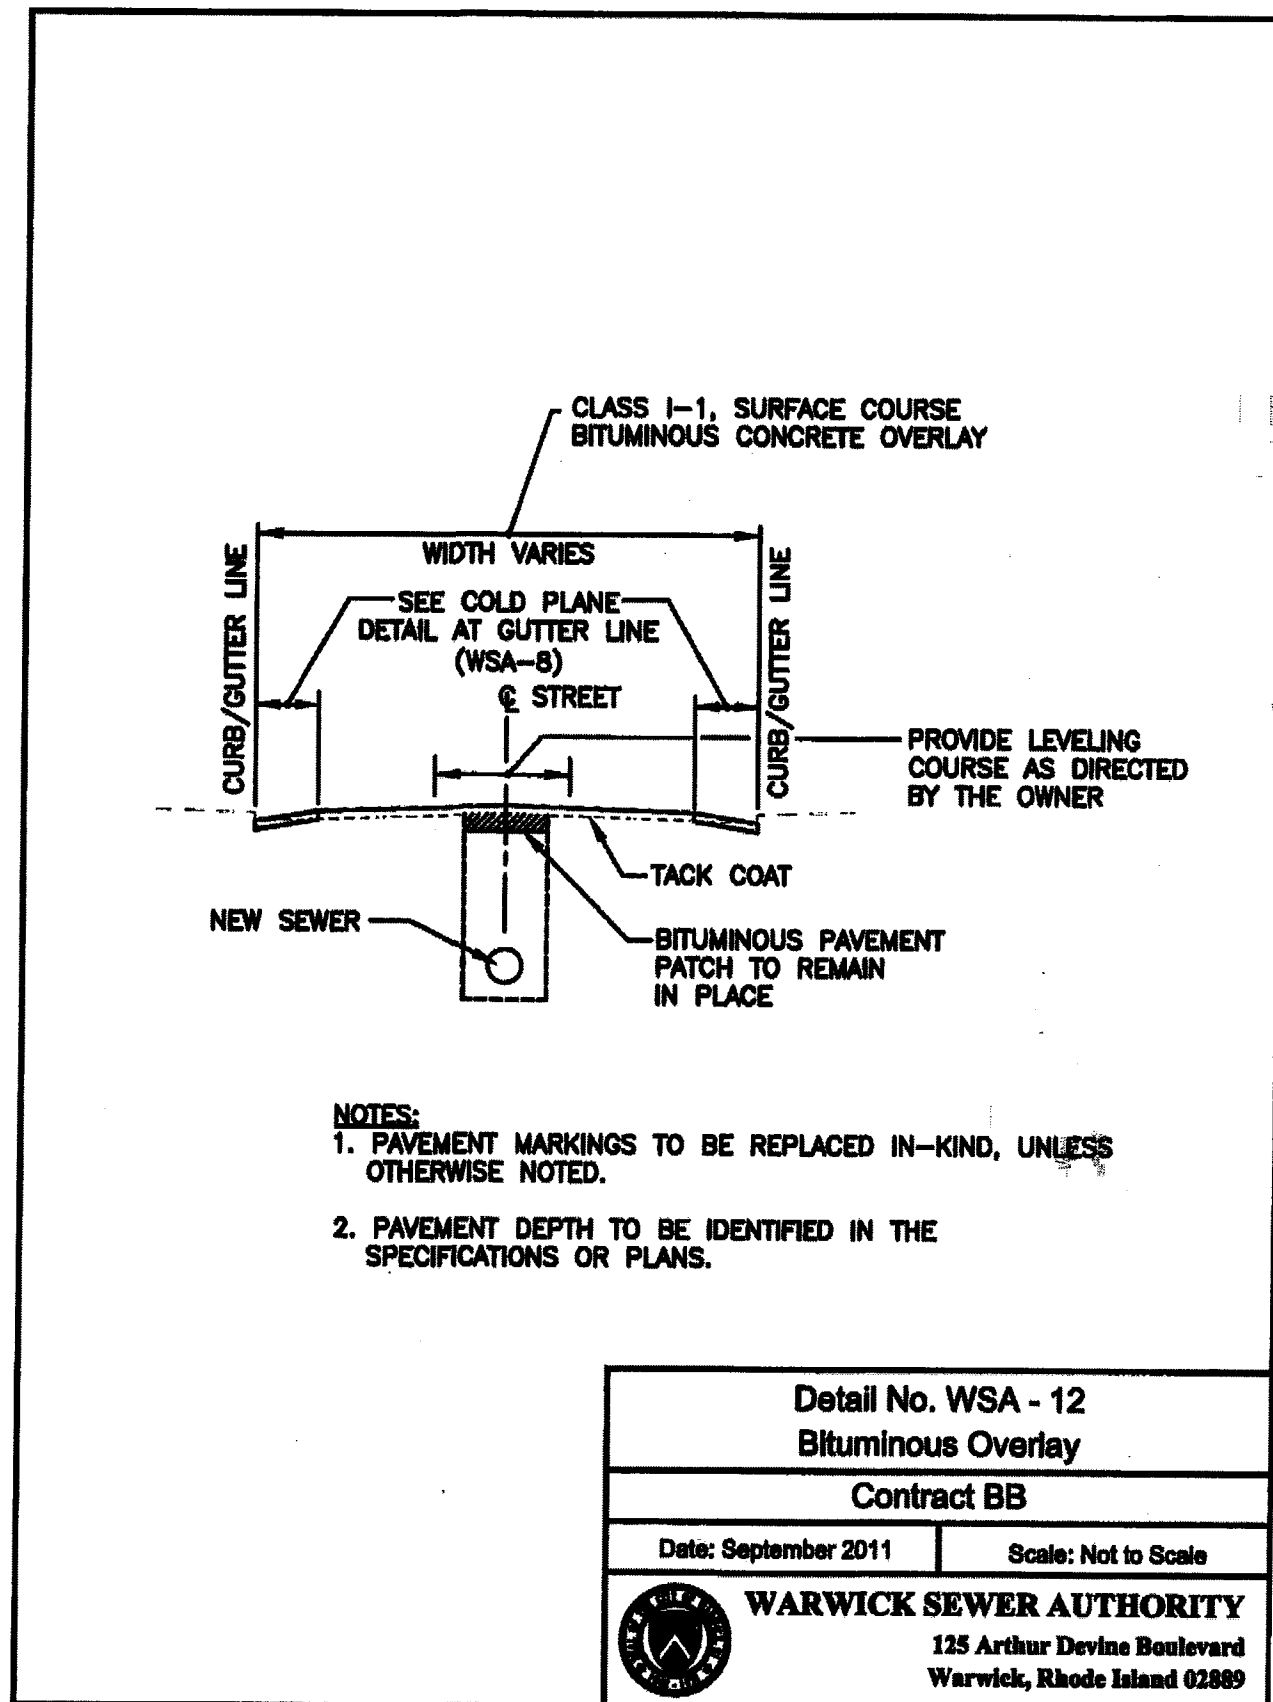 CLASS I-1, SURFACE COURSE
BITUMINOUS CONCRETE OVERLAY
WIDTH VARIES
CURB/GUTTER LINE
CURB/GUTTER LINE
SEE COLD PLANE
DETAIL AT GUTTER LINE
(WSA-8)
℄ STREET
PROVIDE LEVELING
COURSE AS DIRECTED
BY THE OWNER
TACK COAT
NEW SEWER
BITUMINOUS PAVEMENT
PATCH TO REMAIN
IN PLACE
NOTES:
1. PAVEMENT MARKINGS TO BE REPLACED IN-KIND, UNLESS
OTHERWISE NOTED.
2. PAVEMENT DEPTH TO BE IDENTIFIED IN THE
SPECIFICATIONS OR PLANS.
Detail No. WSA - 12
Bituminous Overlay
Contract BB
Date: September 2011
Scale: Not to Scale
WARWICK SEWER AUTHORITY
125 Arthur Devine Boulevard
Warwick, Rhode Island 02889